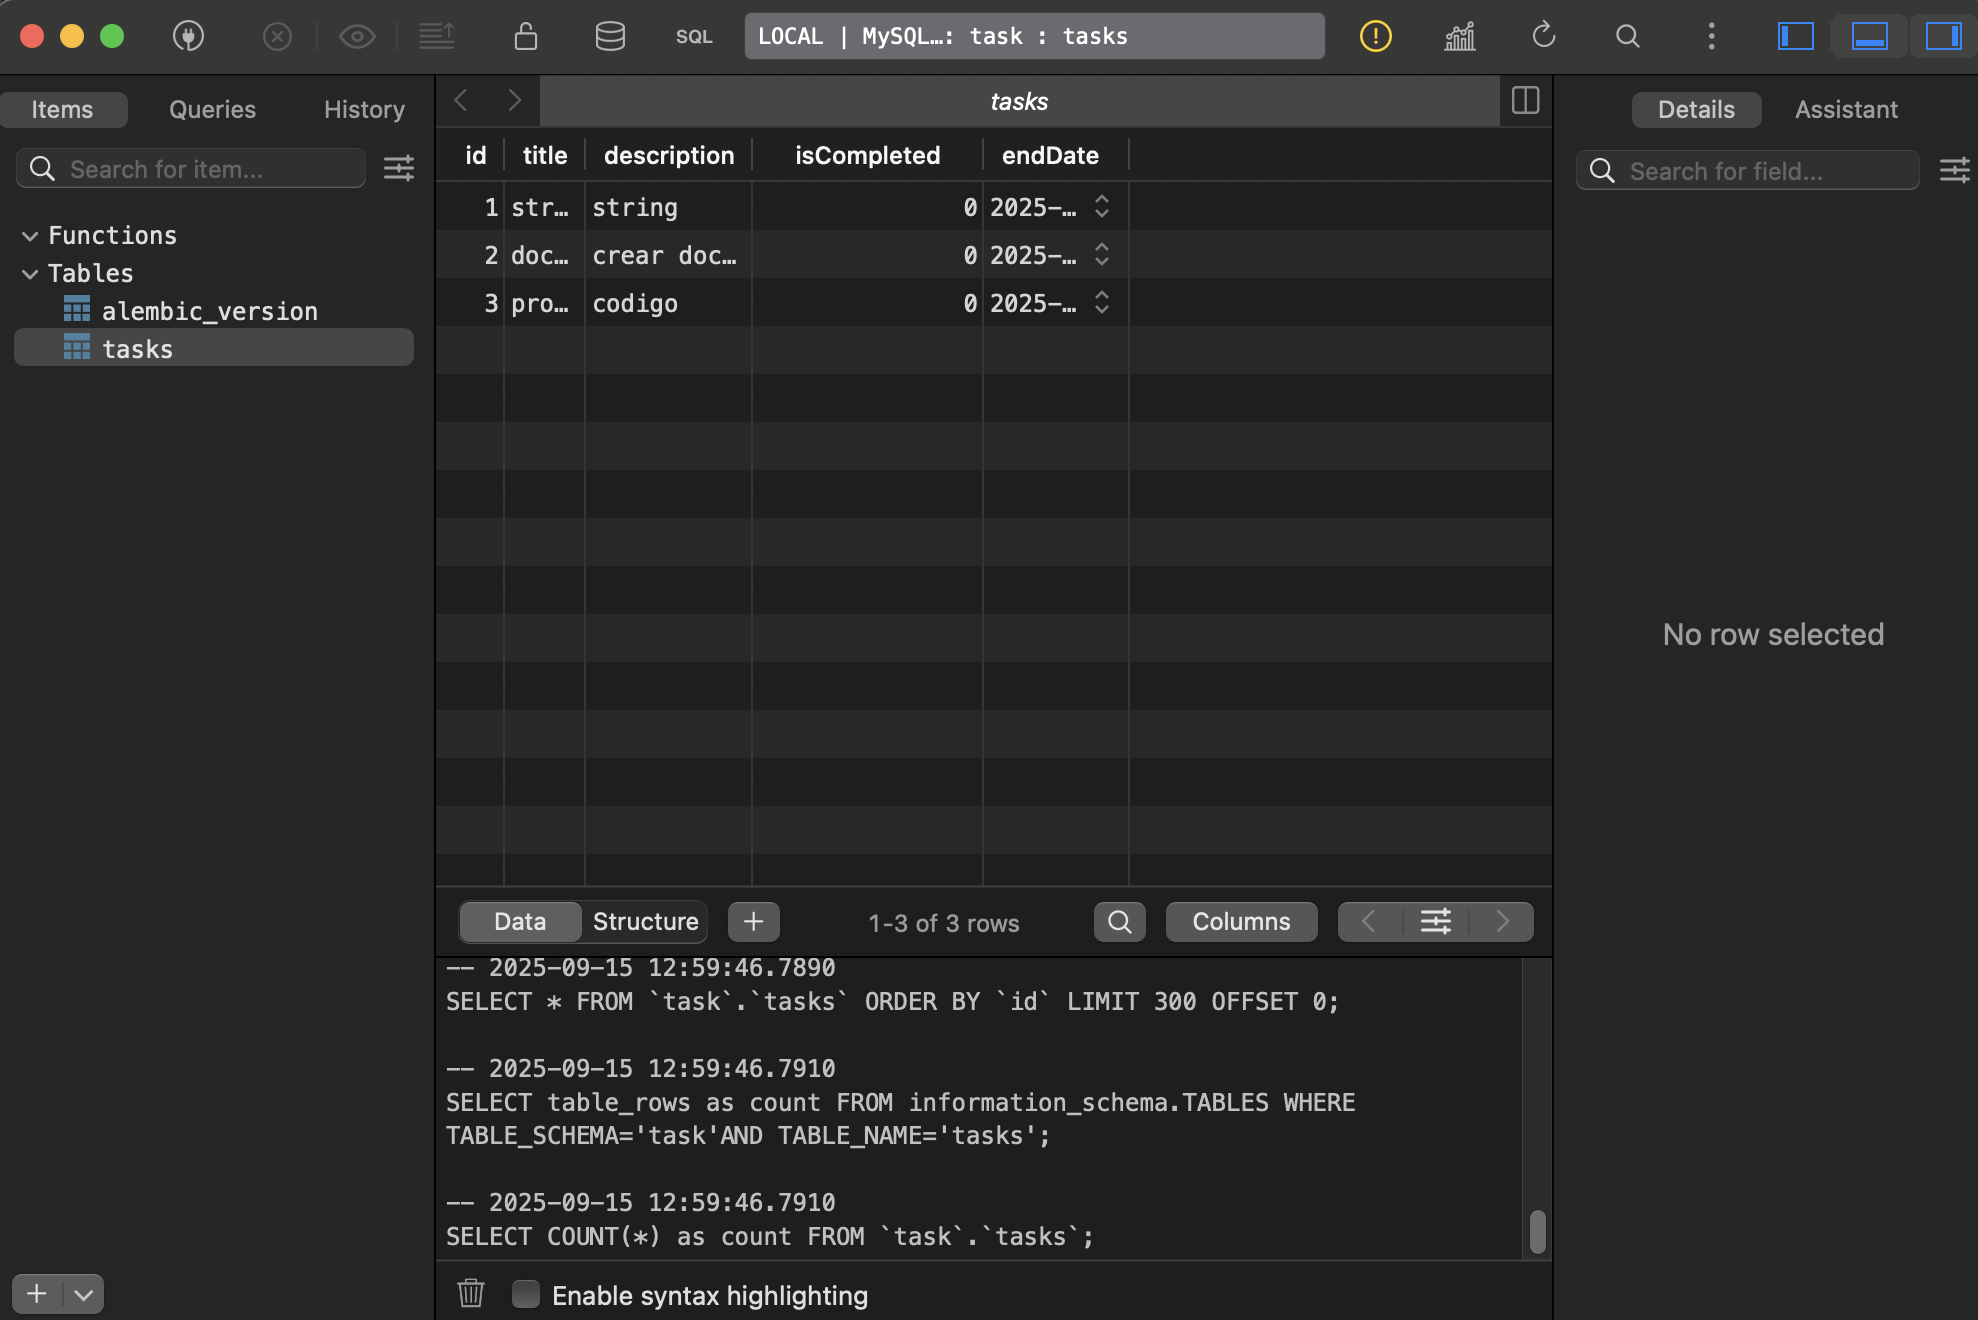 SQL
LOCAL | MySQL…: task : tasks
Items
Queries
History
Search for item...
Functions
Tables
alembic_version
tasks
tasks
id title description isCompleted endDate
1 str… string 0 2025-…
2 doc… crear doc… 0 2025-…
3 pro… codigo 0 2025-…
Data Structure
1-3 of 3 rows
Columns
-- 2025-09-15 12:59:46.7890
SELECT * FROM `task`.`tasks` ORDER BY `id` LIMIT 300 OFFSET 0;
-- 2025-09-15 12:59:46.7910
SELECT table_rows as count FROM information_schema.TABLES WHERE
TABLE_SCHEMA='task'AND TABLE_NAME='tasks';
-- 2025-09-15 12:59:46.7910
SELECT COUNT(*) as count FROM `task`.`tasks`;
Enable syntax highlighting
Details
Assistant
Search for field...
No row selected